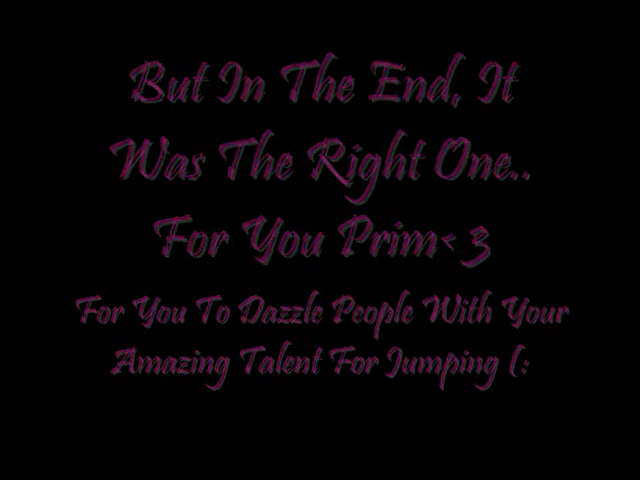 But In The End, It
Was The Right One..
For You Prim<3
For You To Dazzle People With Your
Amazing Talent For Jumping (: